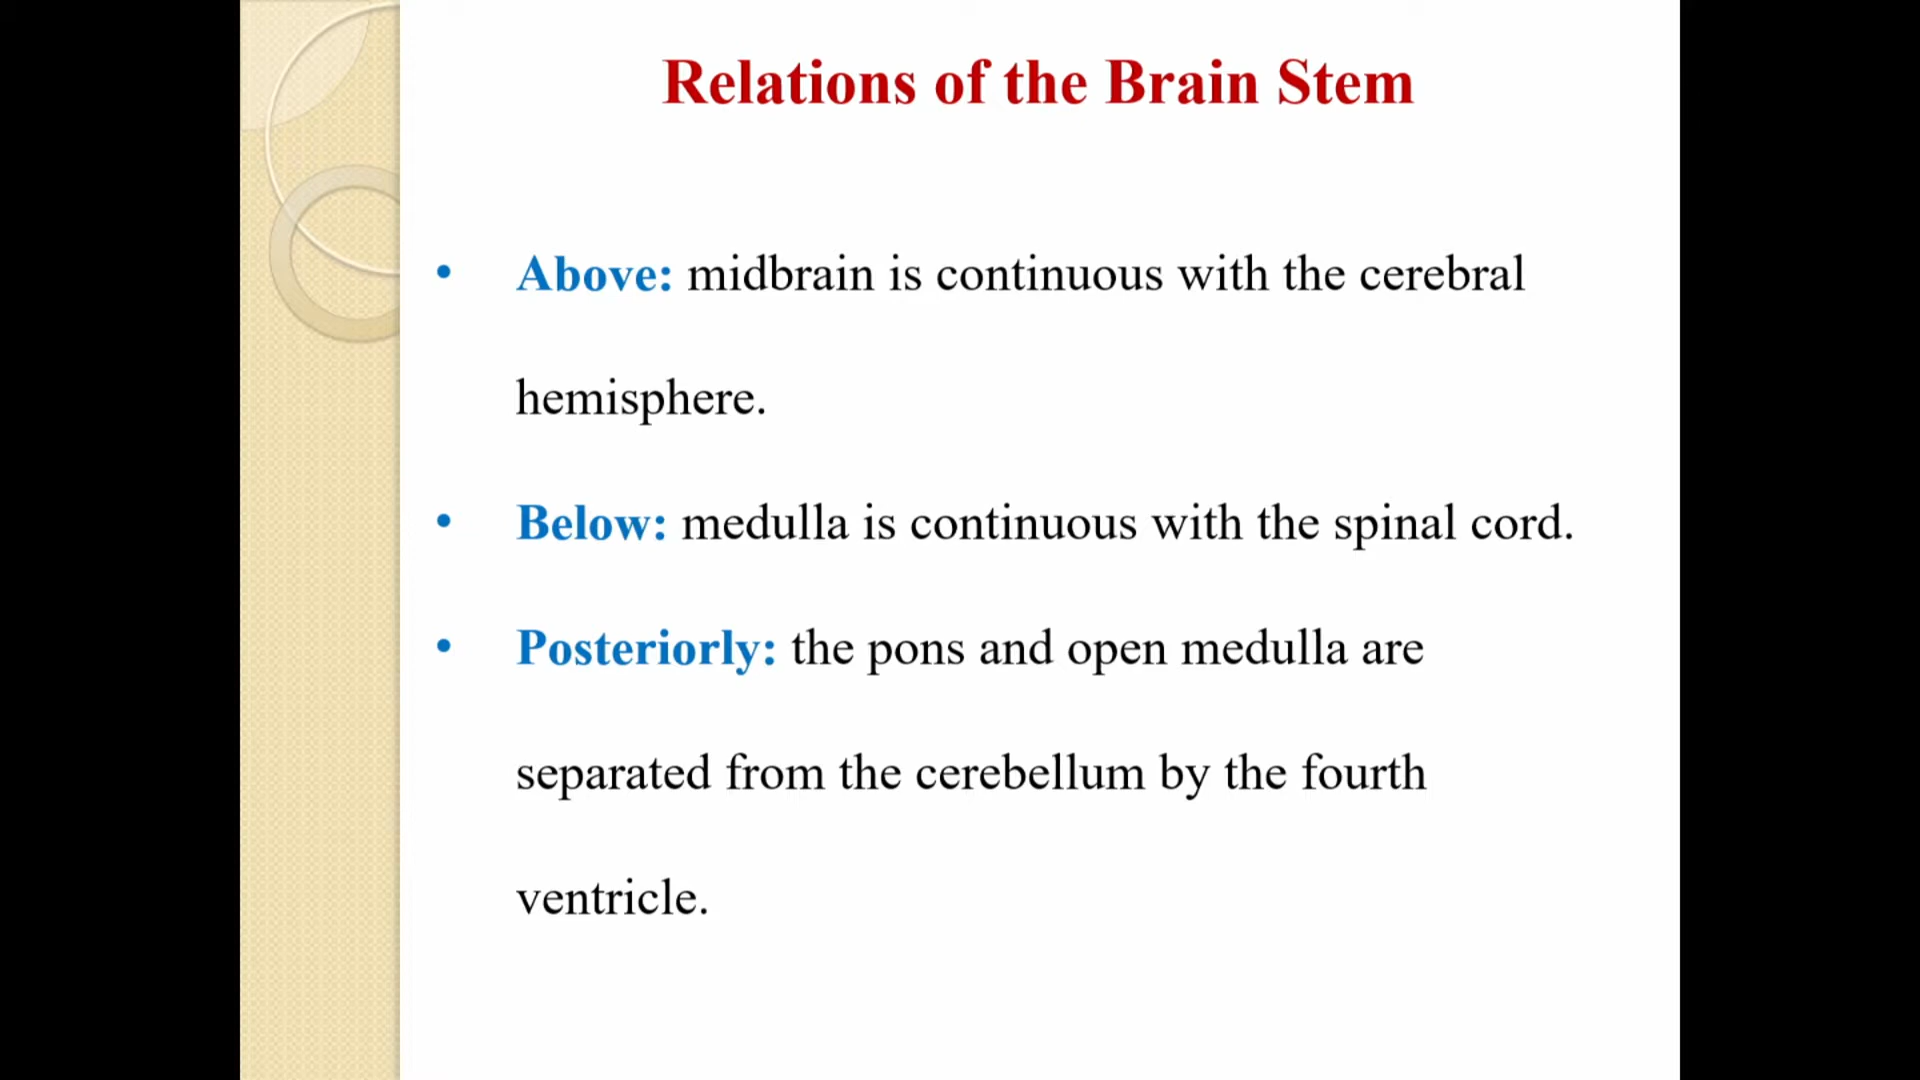 Relations of the Brain Stem
• Above: midbrain is continuous with the cerebral
hemisphere.
• Below: medulla is continuous with the spinal cord.
• Posteriorly: the pons and open medulla are
separated from the cerebellum by the fourth
ventricle.